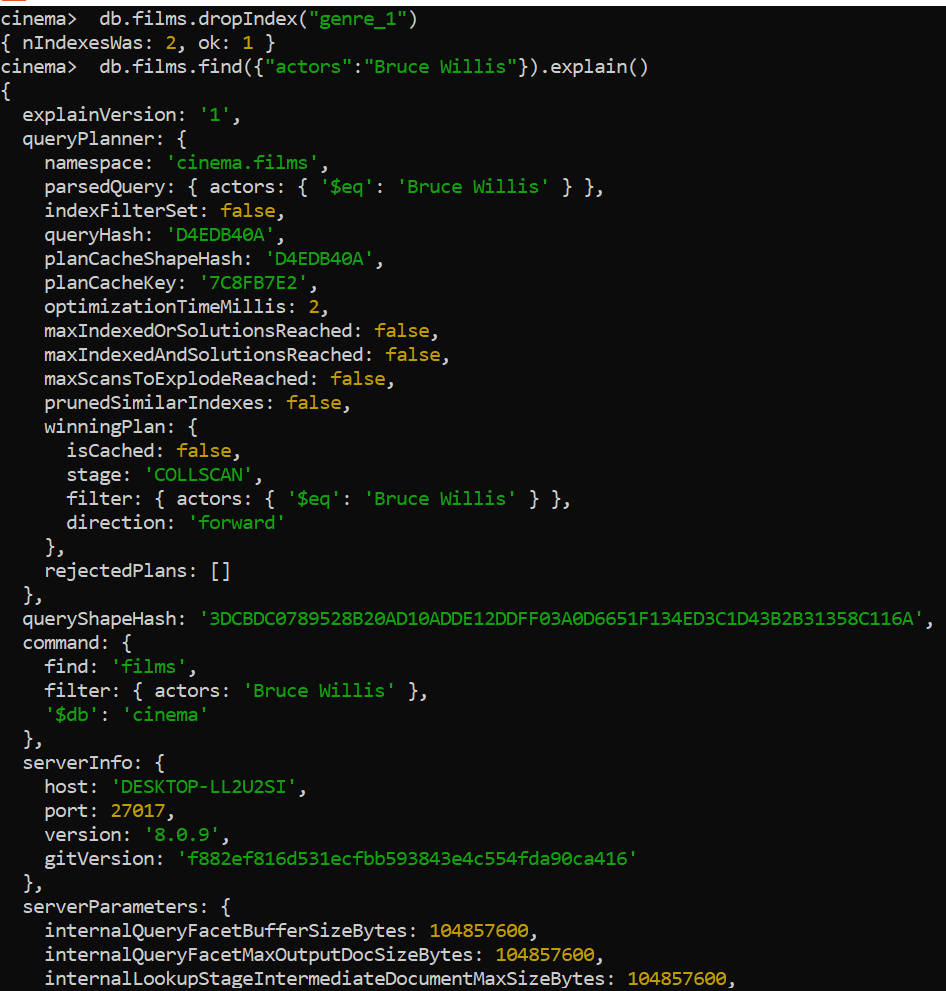 cinema>  db.films.dropIndex("genre_1")
{ nIndexesWas: 2, ok: 1 }
cinema>  db.films.find({"actors":"Bruce Willis"}).explain()
{
  explainVersion: '1',
  queryPlanner: {
    namespace: 'cinema.films',
    parsedQuery: { actors: { '$eq': 'Bruce Willis' } },
    indexFilterSet: false,
    queryHash: 'D4EDB40A',
    planCacheShapeHash: 'D4EDB40A',
    planCacheKey: '7C8FB7E2',
    optimizationTimeMillis: 2,
    maxIndexedOrSolutionsReached: false,
    maxIndexedAndSolutionsReached: false,
    maxScansToExplodeReached: false,
    prunedSimilarIndexes: false,
    winningPlan: {
      isCached: false,
      stage: 'COLLSCAN',
      filter: { actors: { '$eq': 'Bruce Willis' } },
      direction: 'forward'
    },
    rejectedPlans: []
  },
  queryShapeHash: '3DCBDC0789528B20AD10ADDE12DDFF03A0D6651F134ED3C1D43B2B31358C116A',
  command: {
    find: 'films',
    filter: { actors: 'Bruce Willis' },
    '$db': 'cinema'
  },
  serverInfo: {
    host: 'DESKTOP-LL2U2SI',
    port: 27017,
    version: '8.0.9',
    gitVersion: 'f882ef816d531ecfbb593843e4c554fda90ca416'
  },
  serverParameters: {
    internalQueryFacetBufferSizeBytes: 104857600,
    internalQueryFacetMaxOutputDocSizeBytes: 104857600,
    internalLookupStageIntermediateDocumentMaxSizeBytes: 104857600,